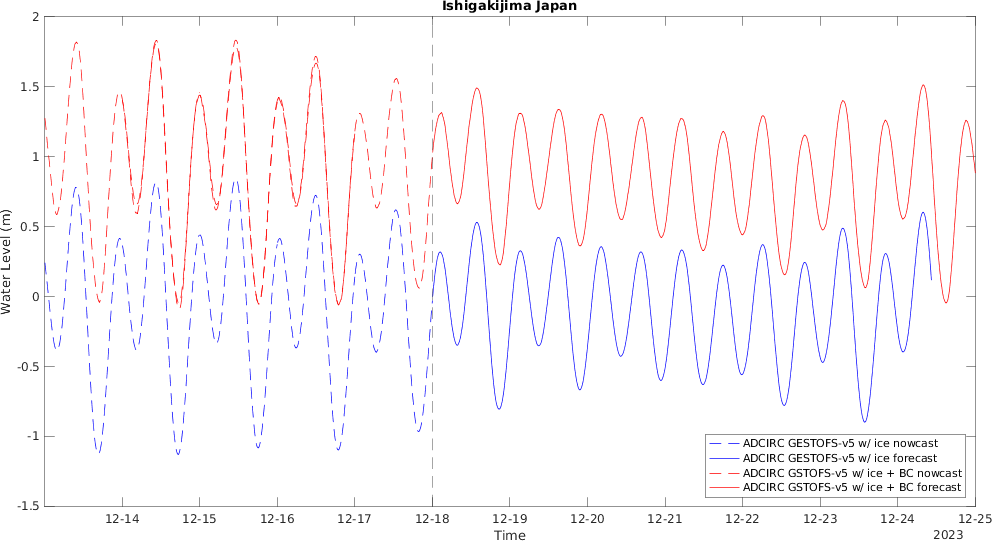 Ishigakijima Japan
2
1.5
1
0.5
0
-0.5
-1
-1.5
Water Level (m)
12-14 12-15 12-16 12-17 12-18 12-19 12-20 12-21 12-22 12-23 12-24 12-25
Time
2023
ADCIRC GESTOFS-v5 w/ ice nowcast
ADCIRC GESTOFS-v5 w/ ice forecast
ADCIRC GSTOFS-v5 w/ ice + BC nowcast
ADCIRC GSTOFS-v5 w/ ice + BC forecast